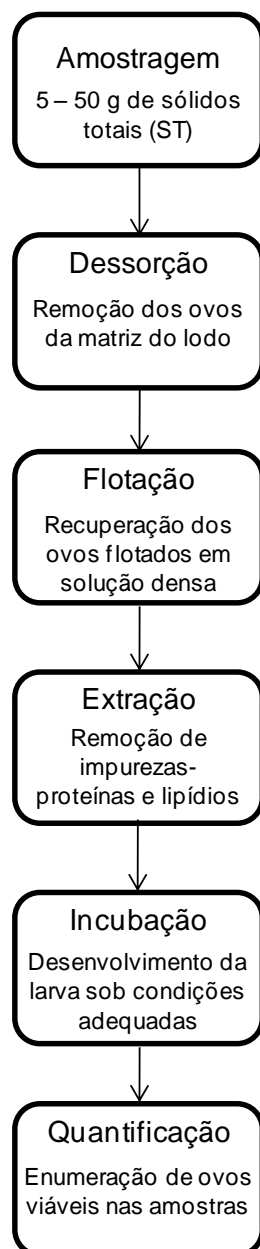 Amostragem
5 – 50 g de sólidos
totais (ST)
Dessorção
Remoção dos ovos
da matriz do lodo
Flotação
Recuperação dos
ovos flotados em
solução densa
Extração
Remoção de
impurezas-
proteínas e lipídios
Incubação
Desenvolvimento da
larva sob condições
adequadas
Quantificação
Enumeração de ovos
viáveis nas amostras